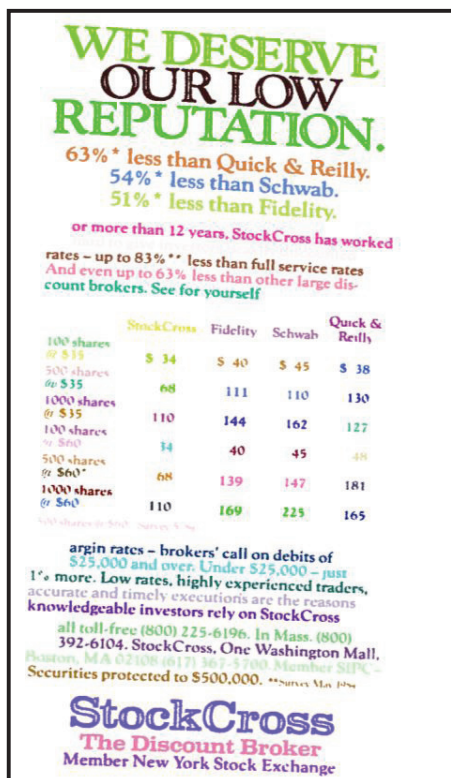 WE DESERVE
OUR LOW
REPUTATION.
63%* less than Quick & Reilly.
54%* less than Schwab.
51%* less than Fidelity.
or more than 12 years, StockCross has worked
rates – up to 83%** less than full service rates
And even up to 63% less than other large dis-
count brokers. See for yourself
StockCross Fidelity Schwab Quick & Reilly
100 shares @ $35 $ 34 $ 40 $ 45 $ 38
500 shares @ $35 68 111 110 130
1000 shares @ $35 110 144 162 127
100 shares @ $60 34 40 45 48
500 shares @ $60* 68 139 147 181
1000 shares @ $60 110 169 225 165
argin rates – brokers' call on debits of
$25,000 and over. Under $25,000 – just
1% more. Low rates, highly experienced traders,
accurate and timely executions are the reasons
knowledgeable investors rely on StockCross
all toll-free (800) 225-6196. In Mass. (800)
392-6104. StockCross, One Washington Mall,
Boston, MA 02108 (617) 367-5700. Member SIPC–
Securities protected to $500,000.
StockCross
The Discount Broker
Member New York Stock Exchange